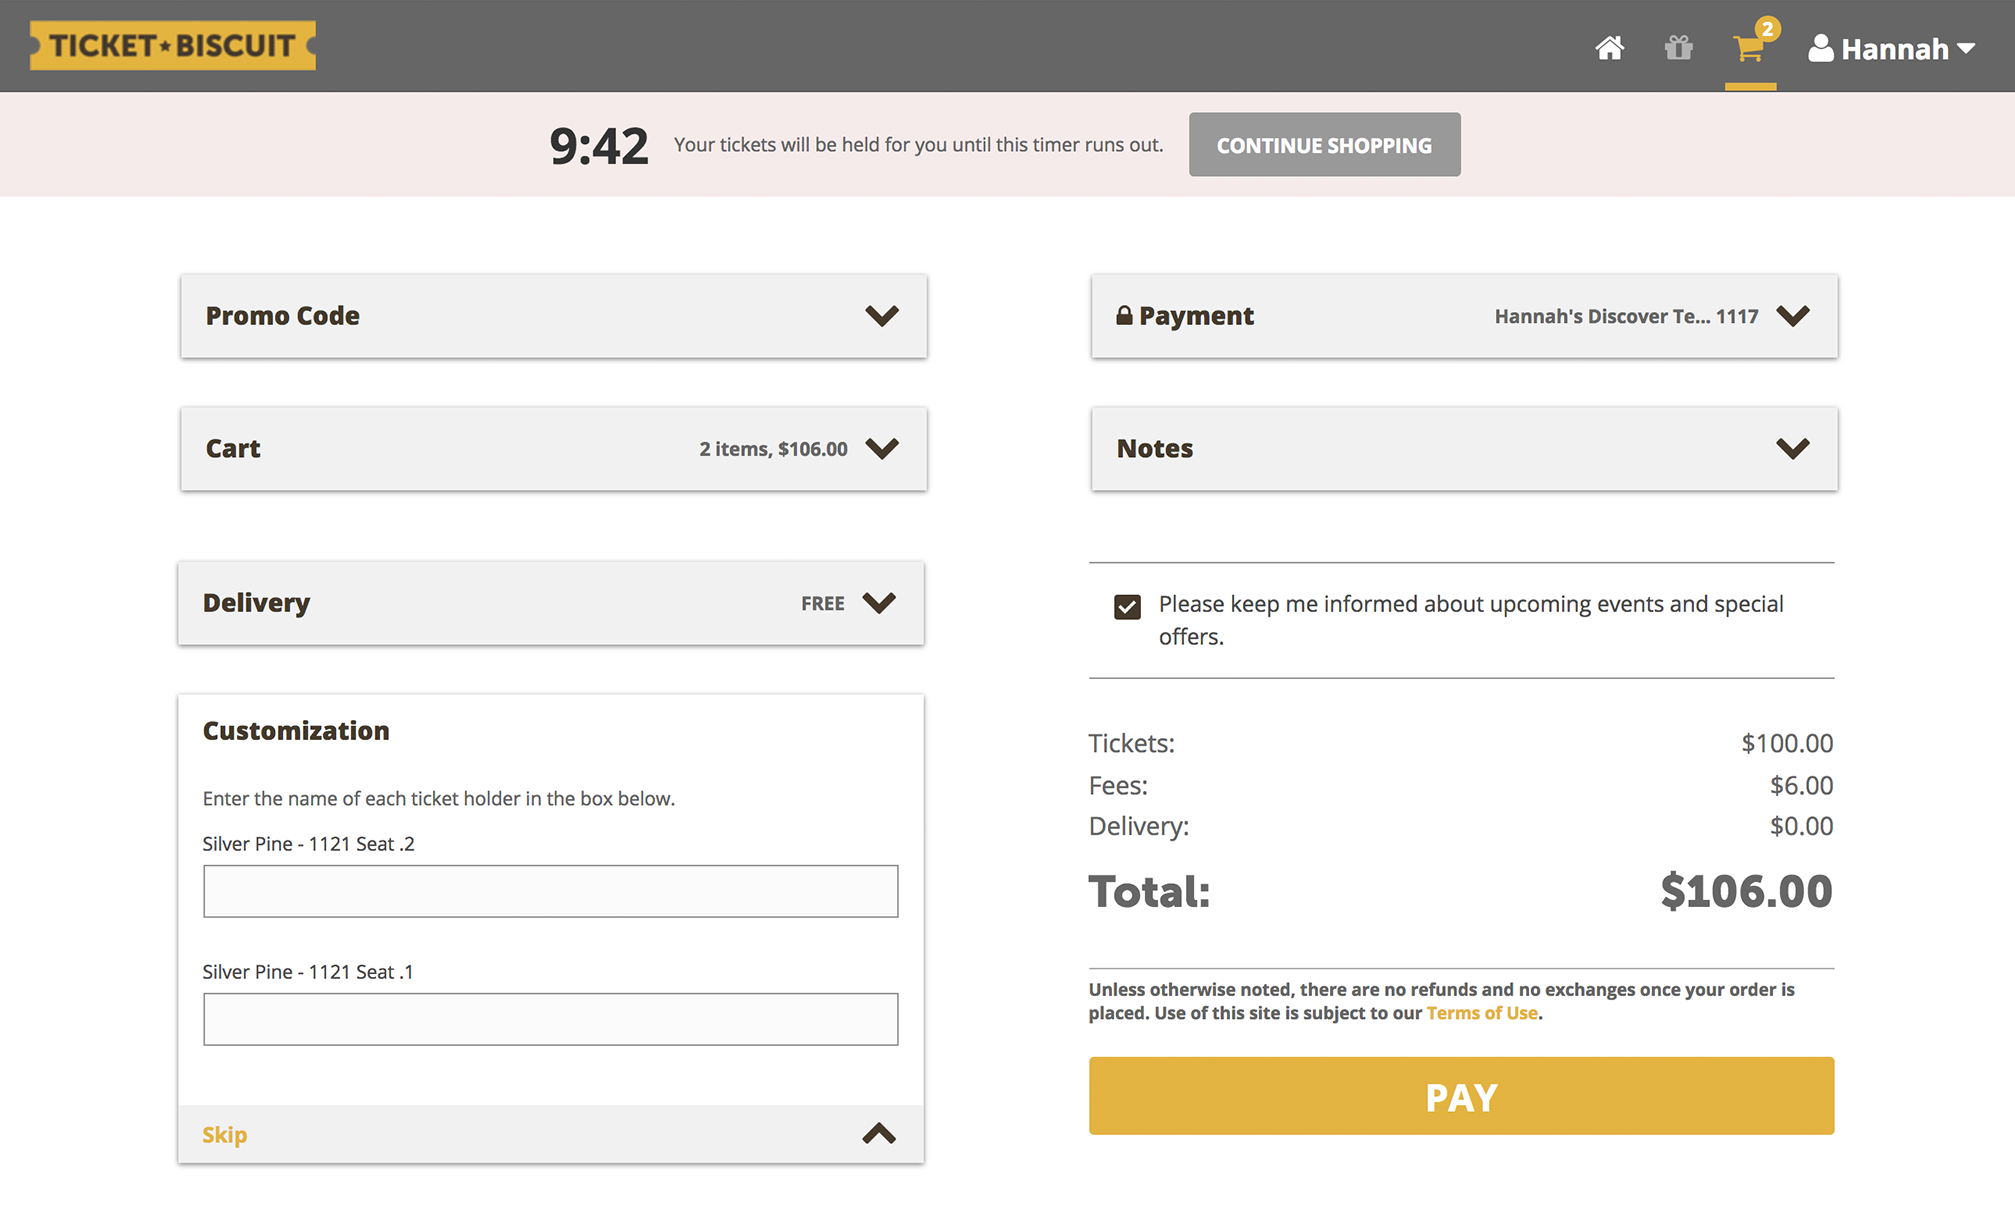 TICKET★BISCUIT
2
Hannah
9:42
Your tickets will be held for you until this timer runs out.
CONTINUE SHOPPING
Promo Code
Cart
2 items, $106.00
Delivery
FREE
Customization
Enter the name of each ticket holder in the box below.
Silver Pine - 1121 Seat .2
Silver Pine - 1121 Seat .1
Skip
Payment
Hannah's Discover Te... 1117
Notes
Please keep me informed about upcoming events and special
offers.
Tickets: $100.00
Fees: $6.00
Delivery: $0.00
Total: $106.00
Unless otherwise noted, there are no refunds and no exchanges once your order is
placed. Use of this site is subject to our Terms of Use.
PAY